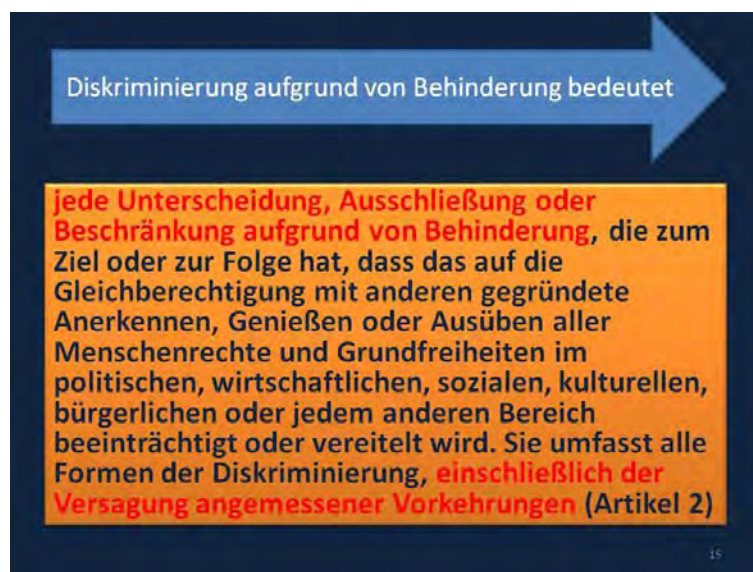 Diskriminierung aufgrund von Behinderung bedeutet
jede Unterscheidung, Ausschließung oder
Beschränkung aufgrund von Behinderung, die zum
Ziel oder zur Folge hat, dass das auf die
Gleichberechtigung mit anderen gegründete
Anerkennen, Genießen oder Ausüben aller
Menschenrechte und Grundfreiheiten im
politischen, wirtschaftlichen, sozialen, kulturellen,
bürgerlichen oder jedem anderen Bereich
beeinträchtigt oder vereitelt wird. Sie umfasst alle
Formen der Diskriminierung, einschließlich der
Versagung angemessener Vorkehrungen (Artikel 2)
15